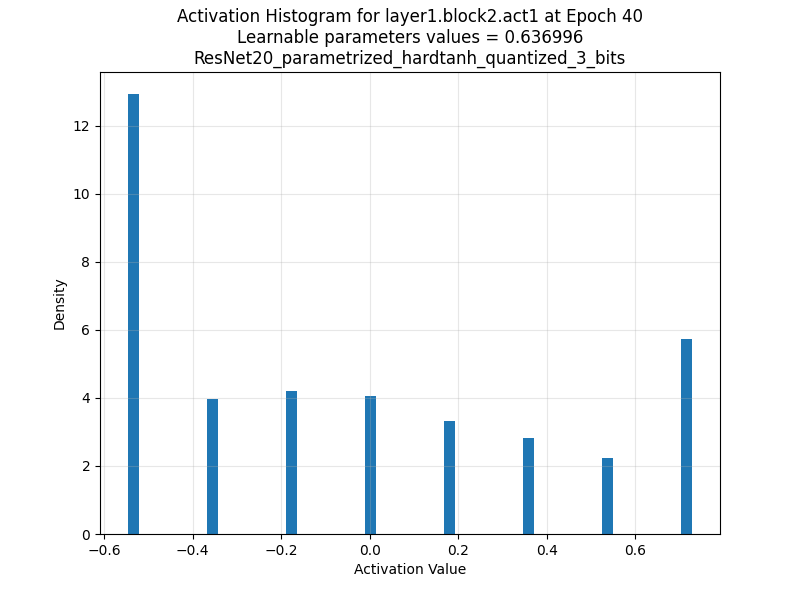 Activation Histogram for layer1.block2.act1 at Epoch 40
Learnable parameters values = 0.636996
ResNet20_parametrized_hardtanh_quantized_3_bits
12
10
8
6
4
2
0
Density
−0.6 −0.4 −0.2 0.0 0.2 0.4 0.6
Activation Value